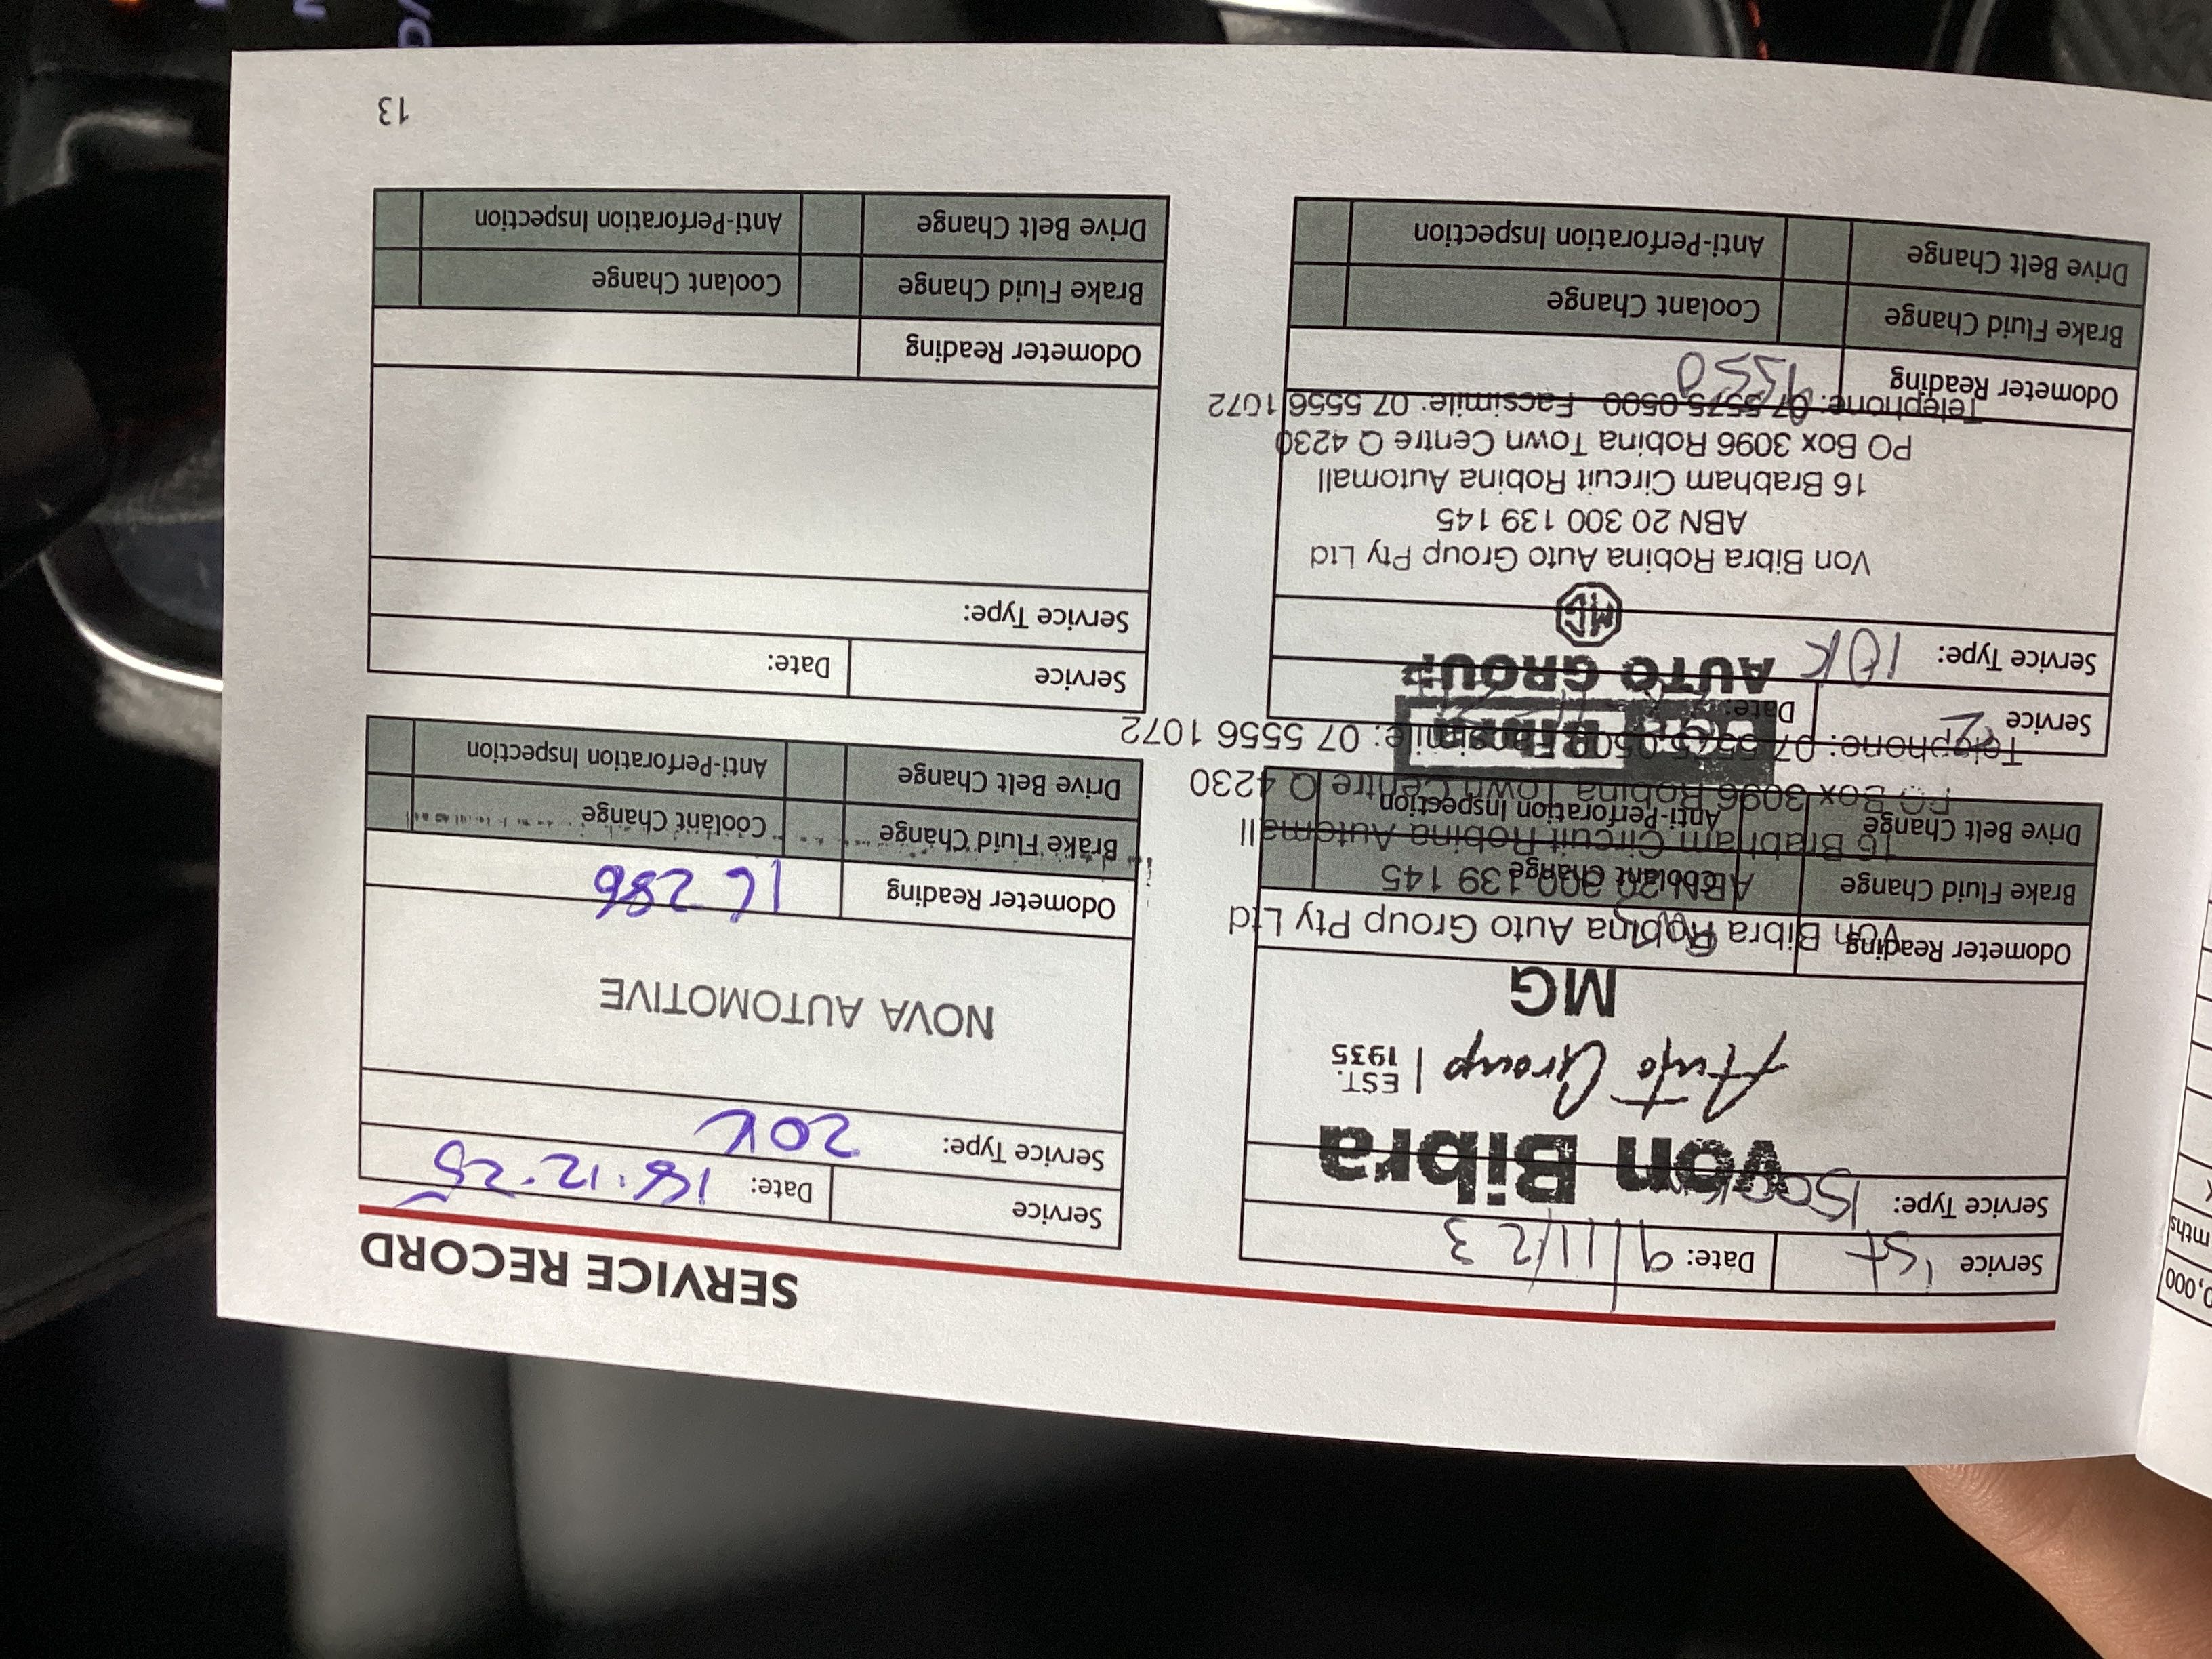 SERVICE RECORD
Service 1st Date: 9/11/23
Service Type:
von Bibra
Auto Group | EST. 1935
MG
Odometer Reading
Von Bibra Robina Auto Group Pty Ltd
Brake Fluid Change Coolant Change
ABN 20 300 139 145
Drive Belt Change Anti-Perforation Inspection
16 Brabham Circuit Robina Automall
PO Box 3096 Robina Town Centre Q 4230
Telephone: 07 5575 0500 Facsimile: 07 5556 1072
Service 2 Date:
AUTO GROUP
Service Type: 10K
MG
Von Bibra Robina Auto Group Pty Ltd
ABN 20 300 139 145
16 Brabham Circuit Robina Automall
PO Box 3096 Robina Town Centre Q 4230
Telephone: 07 5575 0500 Facsimile: 07 5556 1072
Odometer Reading 9550
Brake Fluid Change Coolant Change
Drive Belt Change Anti-Perforation Inspection
Service Date:
Service Type: 20K
NOVA AUTOMOTIVE
Odometer Reading 16 286
Brake Fluid Change Coolant Change
Drive Belt Change Anti-Perforation Inspection
Service Date:
Service Type:
Odometer Reading
Brake Fluid Change Coolant Change
Drive Belt Change Anti-Perforation Inspection
13